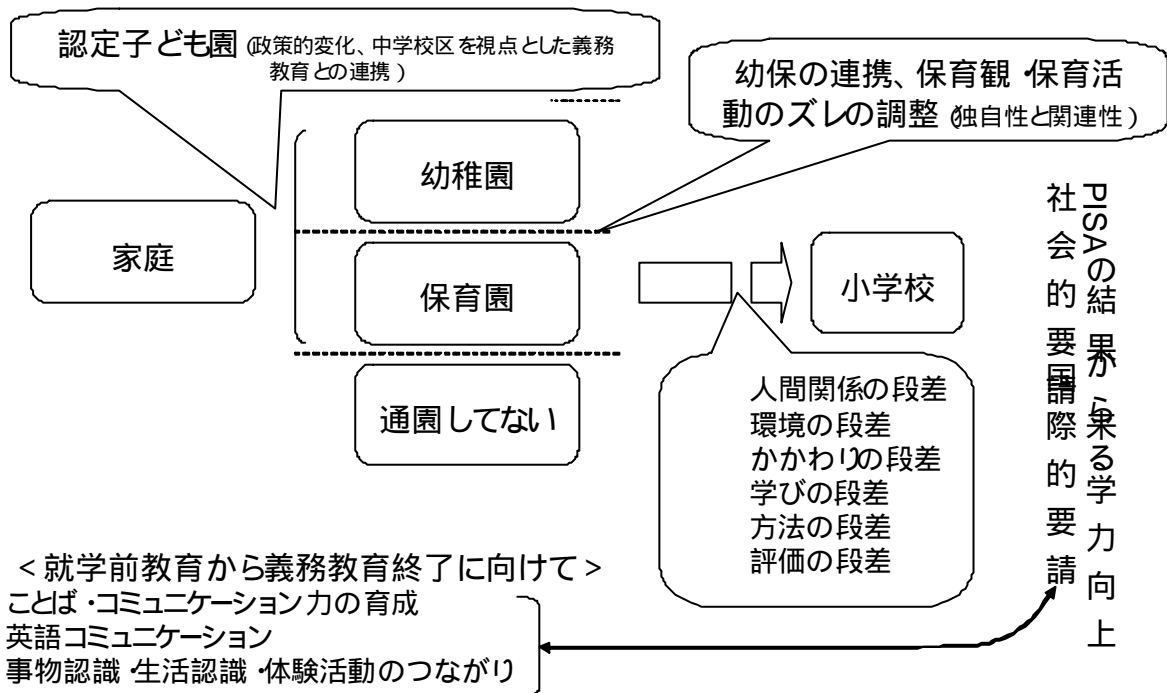 認定子ども園 (政策的変化、中学校区を視点とした義務
教育との連携)
幼保の連携、保育観・保育活
動のズレの調整 (独自性と関連性)
幼稚園
家庭
保育園
小学校
通園してない
人間関係の段差
環境の段差
かかわりの段差
学びの段差
方法の段差
評価の段差
PISAの結果から来る学力向上
社会的要請
国際的要請
<就学前教育から義務教育終了に向けて>
ことば・コミュニケーション力の育成
英語コミュニケーション
事物認識・生活認識・体験活動のつながり